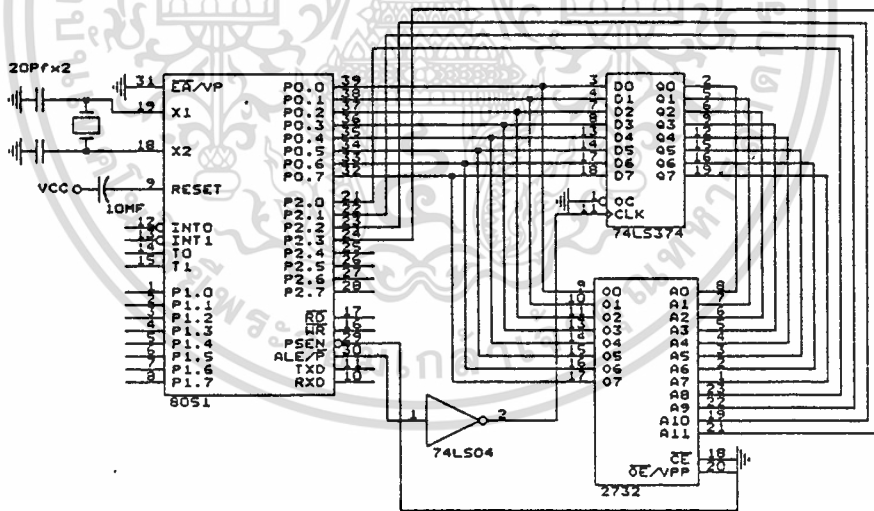 20Pfx2
31 EA/VP
19 X1
18 X2
VCC 9 RESET
10MF
12 INT0
13 INT1
14 T0
15 T1
1 P1.0
2 P1.1
3 P1.2
4 P1.3
5 P1.4
6 P1.5
7 P1.6
8 P1.7
P0.0 39
P0.1 38
P0.2 37
P0.3 36
P0.4 35
P0.5 34
P0.6 33
P0.7 32
P2.0 21
P2.1 22
P2.2 23
P2.3 24
P2.4 25
P2.5 26
P2.6 27
P2.7 28
RD 17
WR 16
PSEN 29
ALE/P 30
TXD 11
RXD 10
8051
1 2
74LS04
3 D0 Q0 2
4 D1 Q1 5
7 D2 Q2 6
8 D3 Q3 9
13 D4 Q4 12
14 D5 Q5 15
17 D6 Q6 16
18 D7 Q7 19
1 OC
11 CLK
74LS374
9 O0 A0 8
10 O1 A1 7
11 O2 A2 6
13 O3 A3 5
14 O4 A4 4
15 O5 A5 3
16 O6 A6 2
17 O7 A7 1
A8 23
A9 22
A10 19
A11 21
CE 18
OE/VPP 20
2732